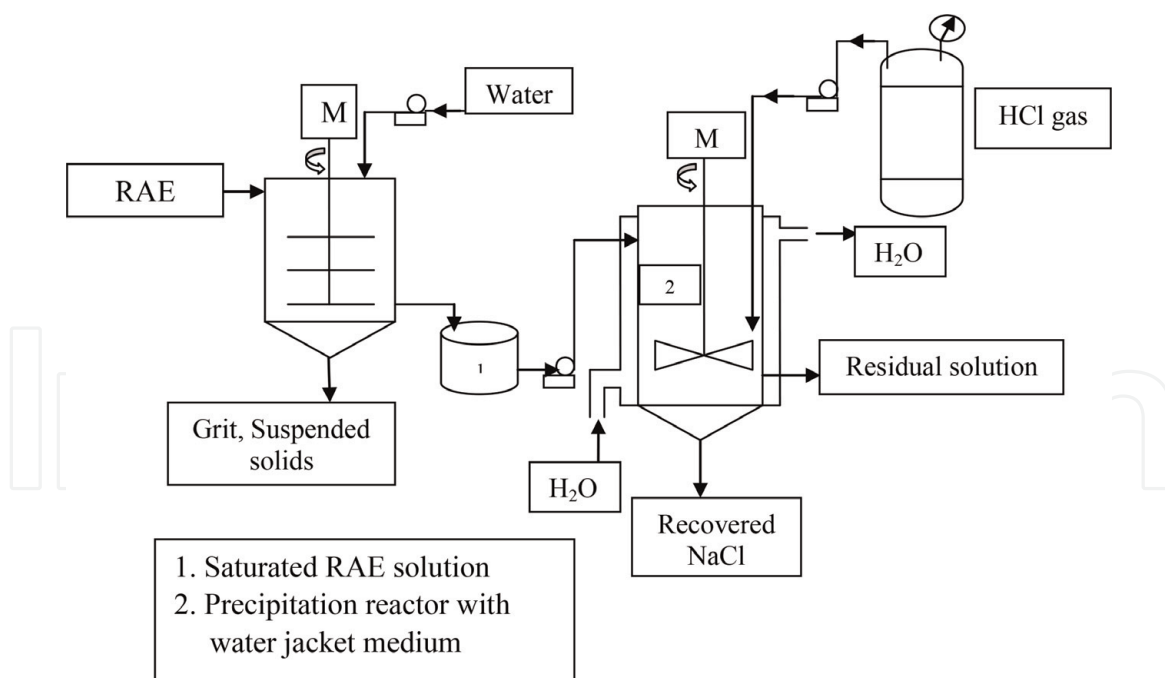 M
Water
RAE
Grit, Suspended
solids
1
M
HCl gas
H₂O
2
Residual solution
H₂O
Recovered
NaCl
1. Saturated RAE solution
2. Precipitation reactor with
water jacket medium